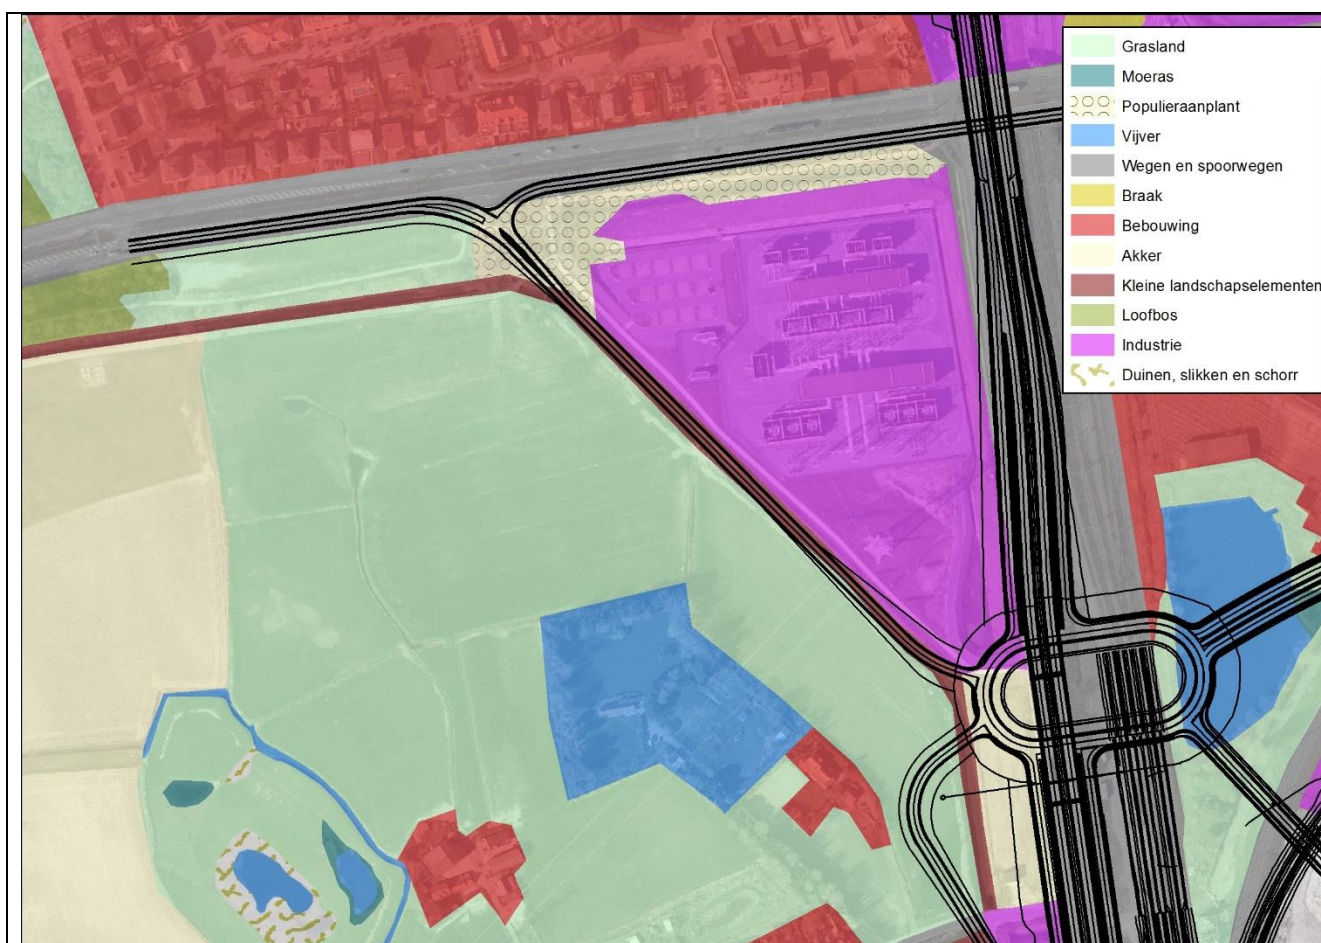 Grasland
Moeras
Populieraanplant
Vijver
Wegen en spoorwegen
Braak
Bebouwing
Akker
Kleine landschapselementen
Loofbos
Industrie
Duinen, slikken en schorr